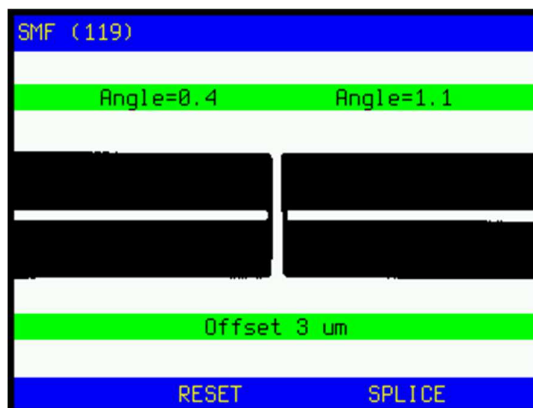 SMF (119)
Angle=0.4 Angle=1.1
Offset 3 um
RESET SPLICE